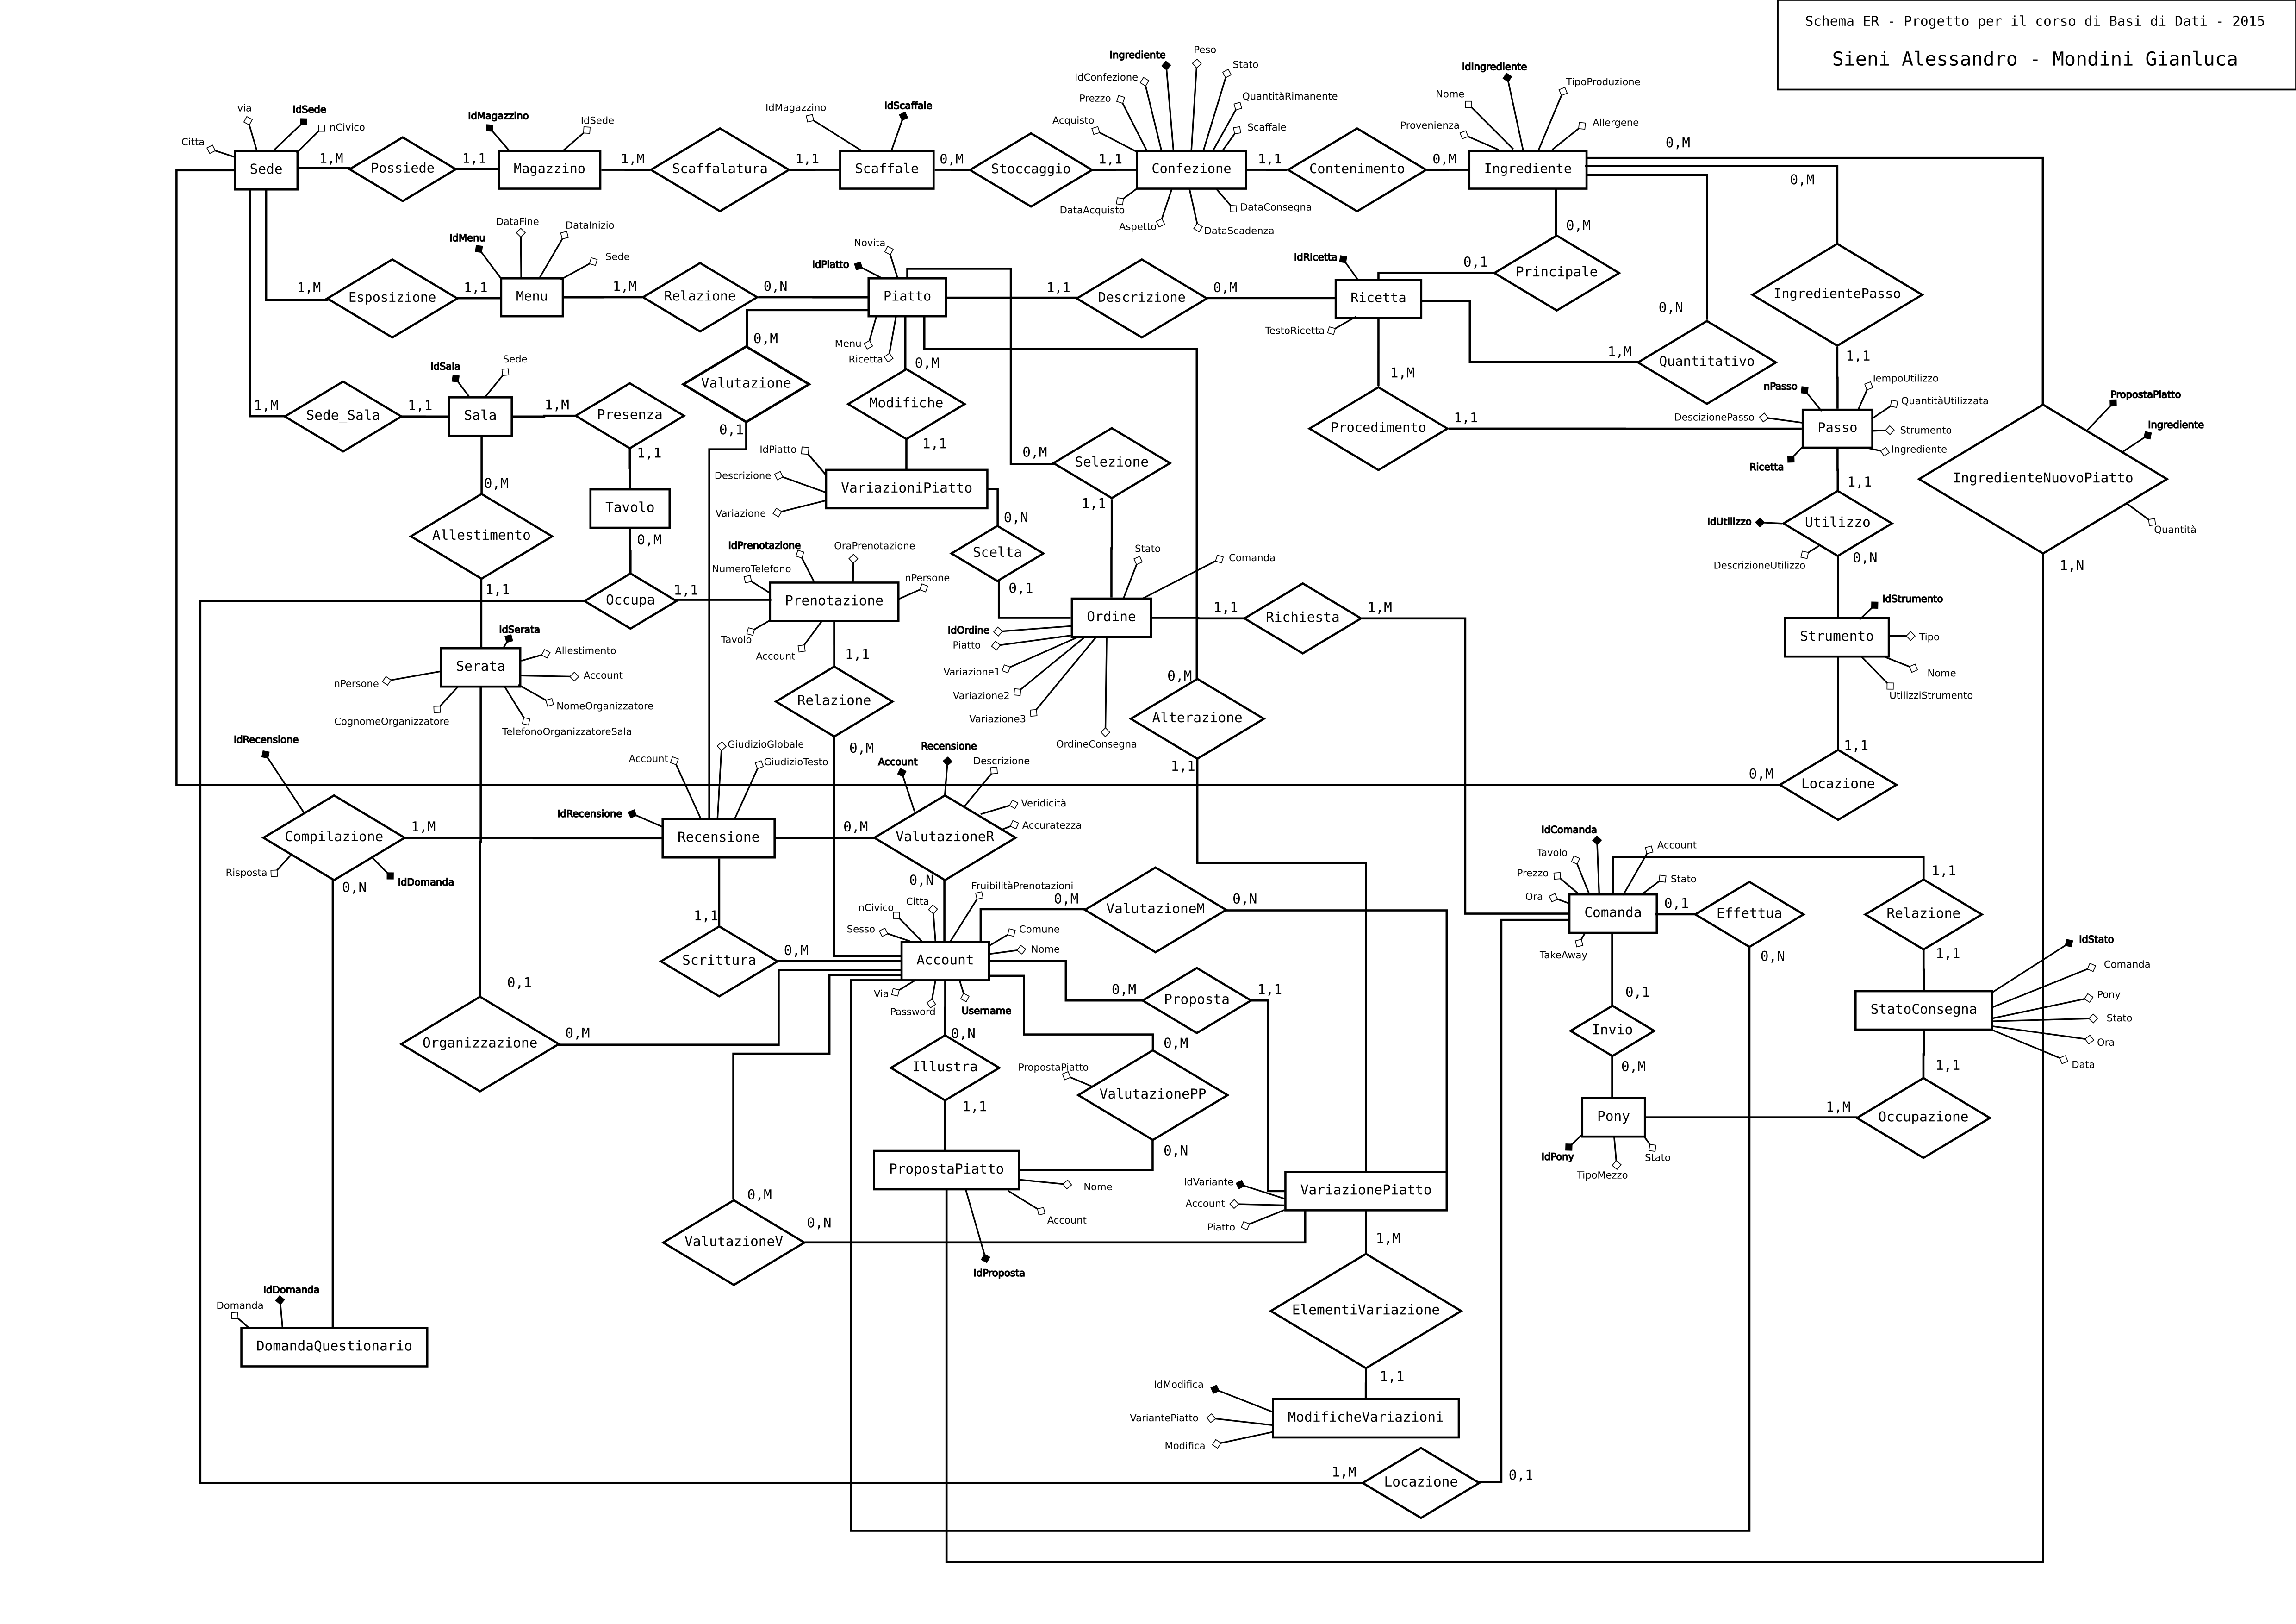 Schema ER - Progetto per il corso di Basi di Dati - 2015
Sieni Alessandro - Mondini Gianluca
Ingrediente
Peso
IdConfezione
Stato
Prezzo
QuantitàRimanente
Acquisto
Scaffale
IdIngrediente
TipoProduzione
Nome
Provenienza
Allergene
via
IdSede
nCivico
Citta
IdMagazzino
IdSede
IdMagazzino
IdScaffale
Sede
1,M
Possiede
1,1
Magazzino
1,M
Scaffalatura
1,1
Scaffale
0,M
Stoccaggio
1,1
Confezione
1,1
Contenimento
0,M
Ingrediente
0,M
0,M
DataAcquisto
Aspetto
DataScadenza
DataConsegna
0,M
DataFine
DataInizio
IdMenu
Sede
Novita
IdPiatto
IdRicetta
0,1
Principale
IngredientePasso
1,M
Esposizione
1,1
Menu
1,M
Relazione
0,N
Piatto
1,1
Descrizione
0,M
Ricetta
TestoRicetta
0,N
Menu
Ricetta
0,M
0,M
1,M
Quantitativo
1,1
IdSala
Sede
Valutazione
Modifiche
1,M
nPasso
TempoUtilizzo
QuantitàUtilizzata
DescizionePasso
Strumento
Ingrediente
Ricetta
PropostaPiatto
Ingrediente
1,M
Sede_Sala
1,1
Sala
1,M
Presenza
0,1
1,1
Procedimento
1,1
Passo
1,1
0,M
IdPiatto
Descrizione
Variazione
VariazioniPiatto
0,M
Selezione
1,1
1,1
IngredienteNuovoPiatto
Quantità
0,M
Tavolo
0,M
Allestimento
0,N
Scelta
0,1
IdUtilizzo
Utilizzo
DescrizioneUtilizzo
0,N
1,N
1,1
Occupa
1,1
IdPrenotazione
OraPrenotazione
NumeroTelefono
nPersone
Prenotazione
Tavolo
Account
Stato
Comanda
Ordine
1,1
Richiesta
1,M
IdStrumento
Strumento
Tipo
Nome
UtilizziStrumento
IdOrdine
Piatto
Variazione1
Variazione2
Variazione3
OrdineConsegna
IdSerata
Allestimento
Account
Serata
nPersone
NomeOrganizzatore
CognomeOrganizzatore
TelefonoOrganizzatoreSala
1,1
Relazione
0,M
0,M
Alterazione
1,1
1,1
0,M
Locazione
IdRecensione
Account
GiudizioGlobale
GiudizioTesto
Account
Recensione
Descrizione
Veridicità
Accuratezza
IdRecensione
Compilazione
1,M
Recensione
0,M
ValutazioneR
Risposta
IdDomanda
0,N
0,N
IdComanda
Tavolo
Account
Prezzo
Stato
Ora
Comanda
TakeAway
0,1
Effettua
0,N
1,1
Relazione
1,1
FruibilitàPrenotazioni
Citta
nCivico
Sesso
Comune
Nome
0,M
ValutazioneM
0,N
1,1
Scrittura
0,M
Account
Via
Password
Username
0,M
Proposta
1,1
IdStato
Comanda
Pony
Stato
Ora
Data
StatoConsegna
1,1
0,1
Invio
0,M
0,1
Organizzazione
0,M
0,N
Illustra
1,1
0,M
PropostaPiatto
ValutazionePP
0,N
Pony
IdPony
TipoMezzo
Stato
1,M
Occupazione
PropostaPiatto
Nome
Account
IdProposta
IdVariante
Account
Piatto
VariazionePiatto
0,M
ValutazioneV
0,N
1,M
IdDomanda
Domanda
DomandaQuestionario
ElementiVariazione
1,1
IdModifica
VariantePiatto
Modifica
ModificheVariazioni
1,M
Locazione
0,1